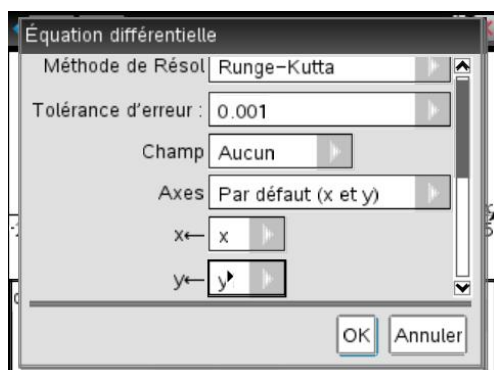 Équation différentielle
Méthode de Résol Runge-Kutta
Tolérance d'erreur : 0.001
Champ Aucun
Axes Par défaut (x et y)
x← x
y← y
OK Annuler